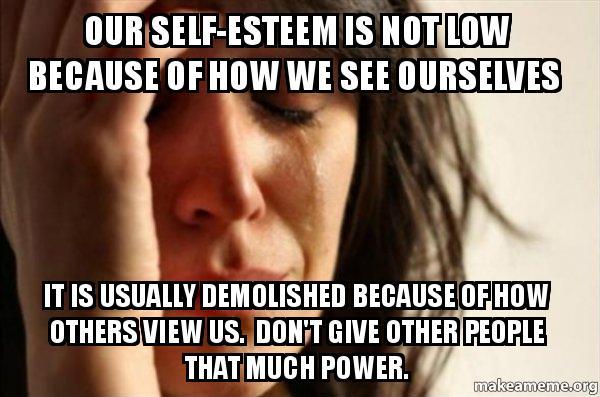 OUR SELF-ESTEEM IS NOT LOW
BECAUSE OF HOW WE SEE OURSELVES
IT IS USUALLY DEMOLISHED BECAUSE OF HOW
OTHERS VIEW US. DON'T GIVE OTHER PEOPLE
THAT MUCH POWER.
makeameme.org